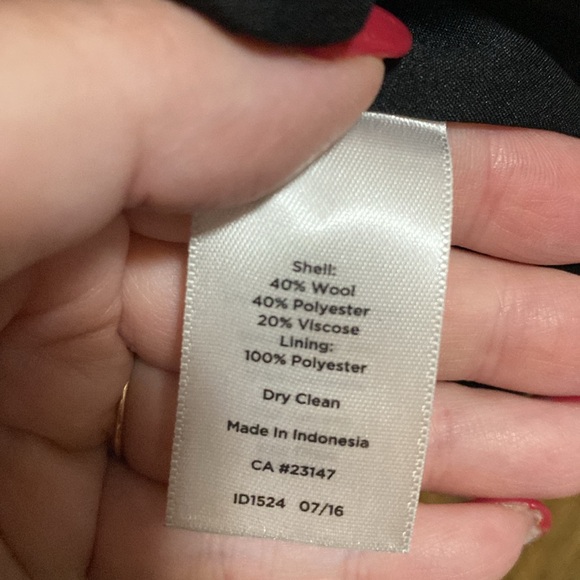 Shell:
40% Wool
40% Polyester
20% Viscose
Lining:
100% Polyester
Dry Clean
Made In Indonesia
CA #23147
ID1524 07/16